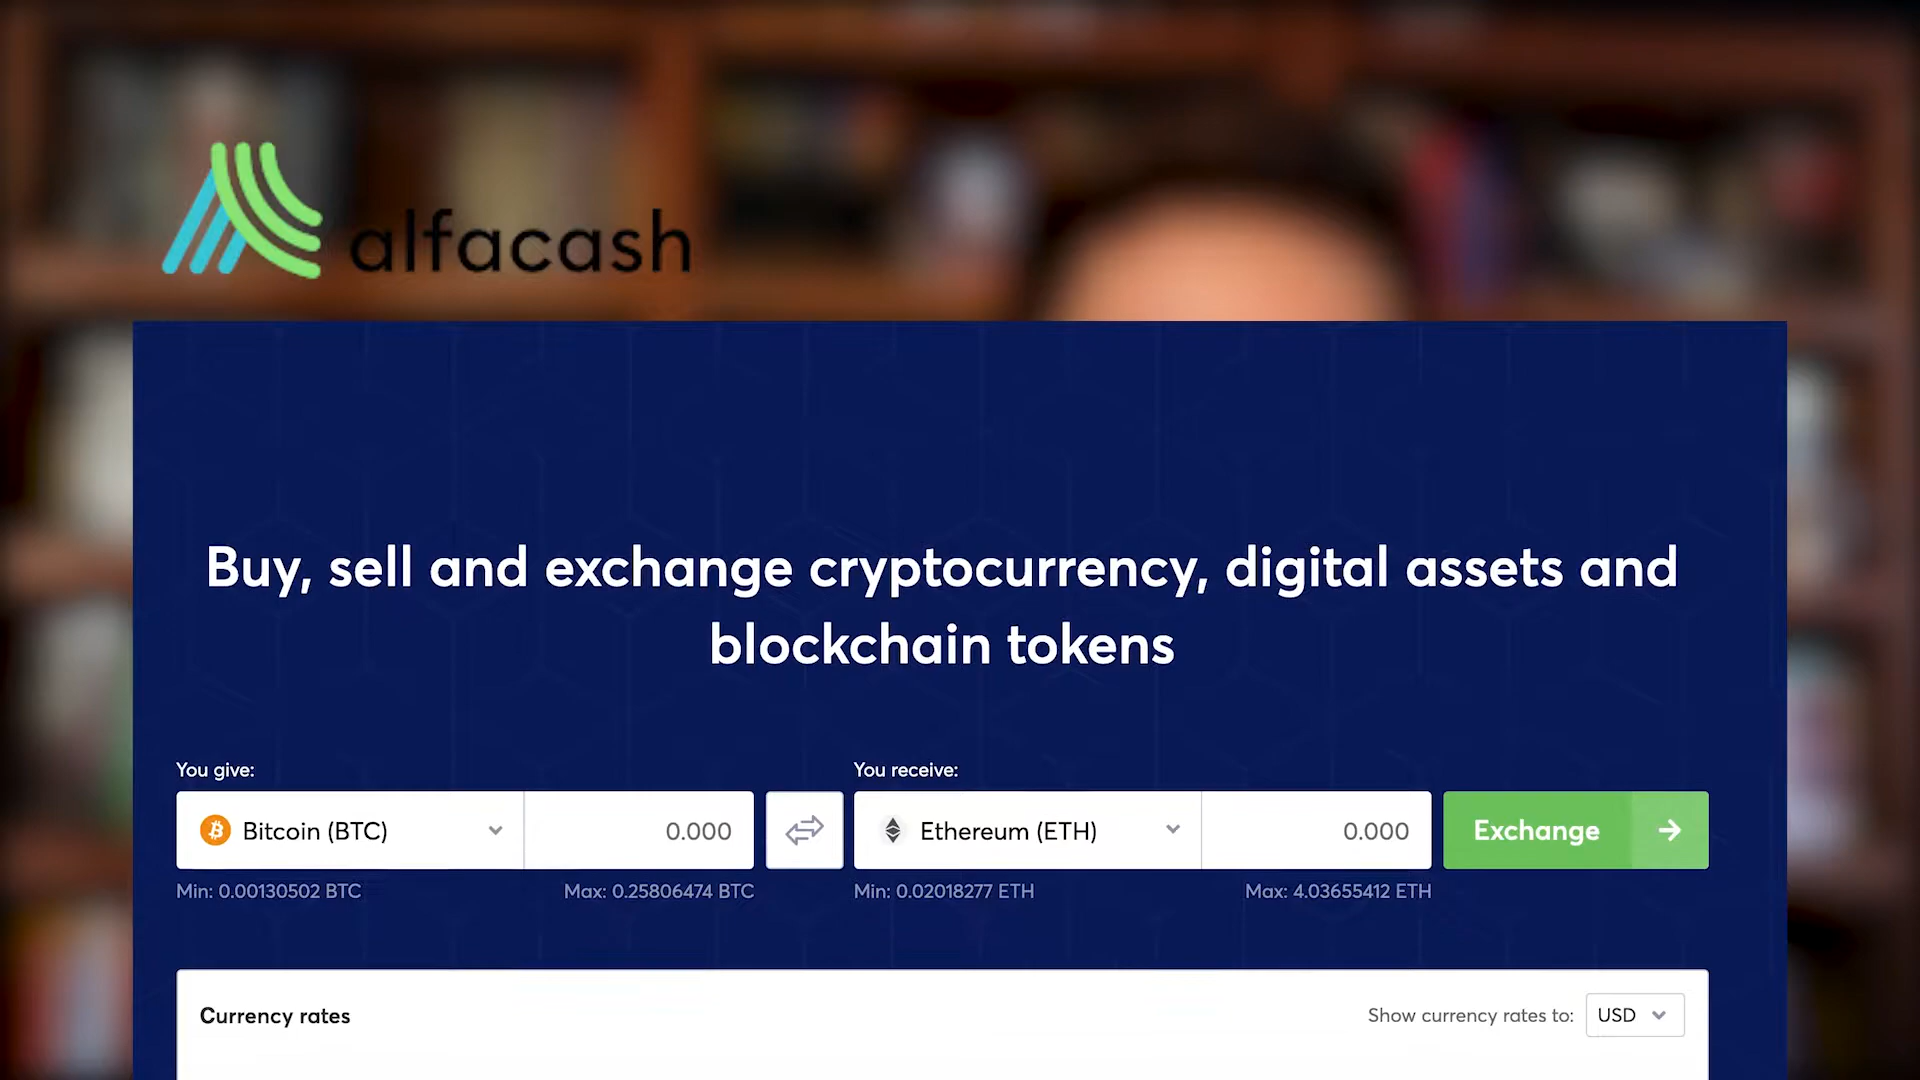 alfacash
Buy, sell and exchange cryptocurrency, digital assets and
blockchain tokens
You give:
You receive:
Bitcoin (BTC)
0.000
Ethereum (ETH)
0.000
Exchange
Min: 0.00130502 BTC
Max: 0.25806474 BTC
Min: 0.02018277 ETH
Max: 4.03655412 ETH
Currency rates
Show currency rates to:
USD